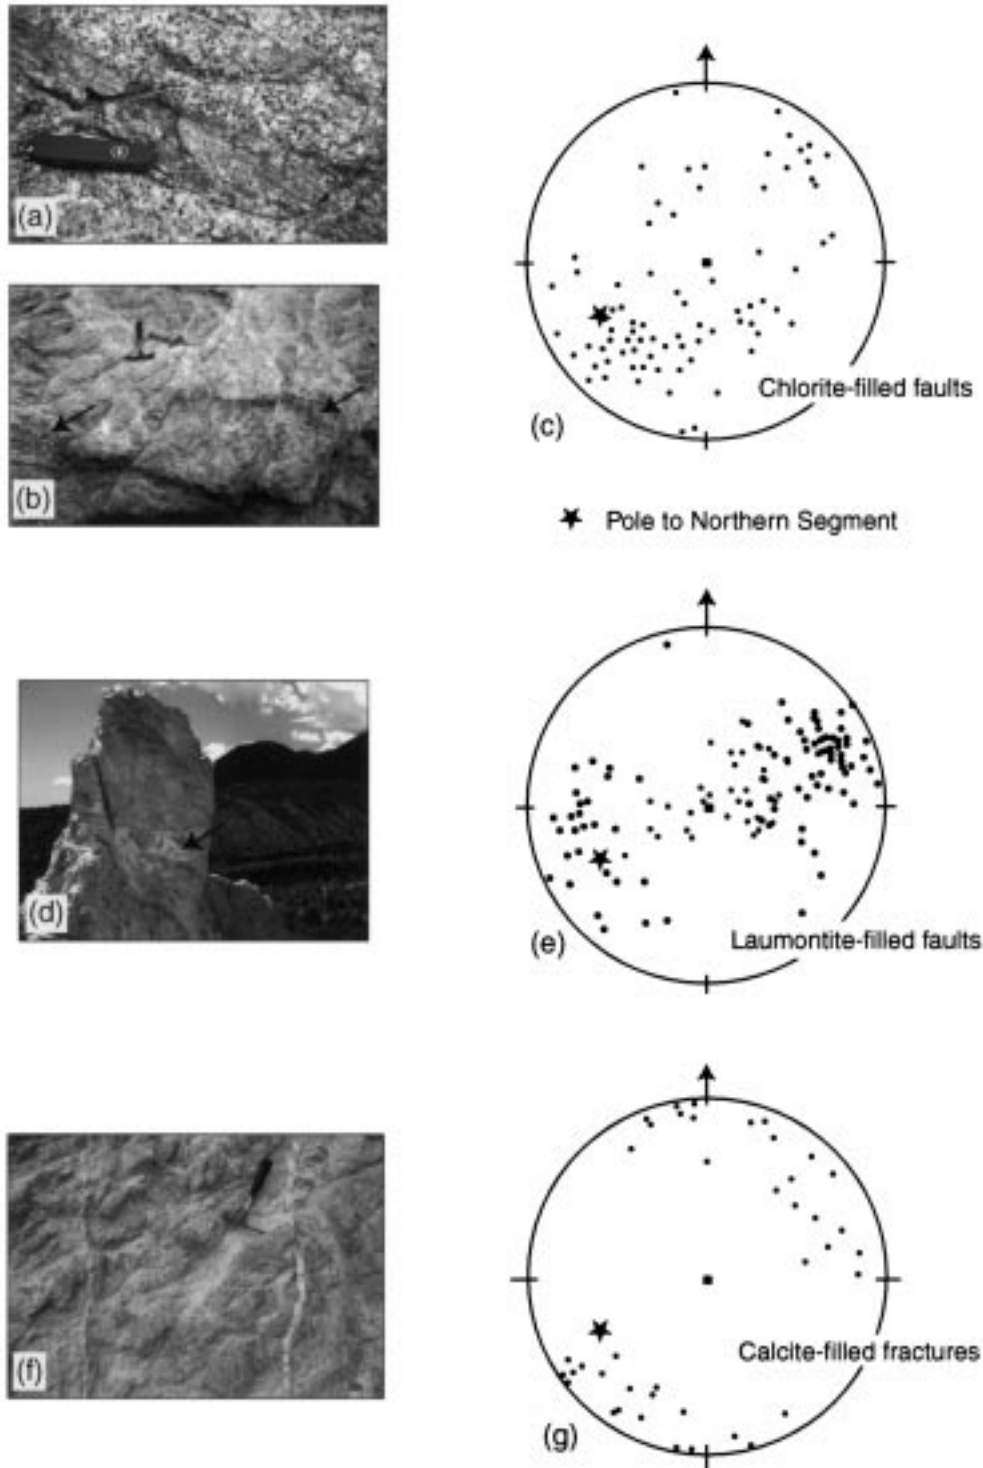 (a)
(b)
(c)
Chlorite-filled faults
Pole to Northern Segment
(d)
(e)
Laumontite-filled faults
(f)
Calcite-filled fractures
(g)